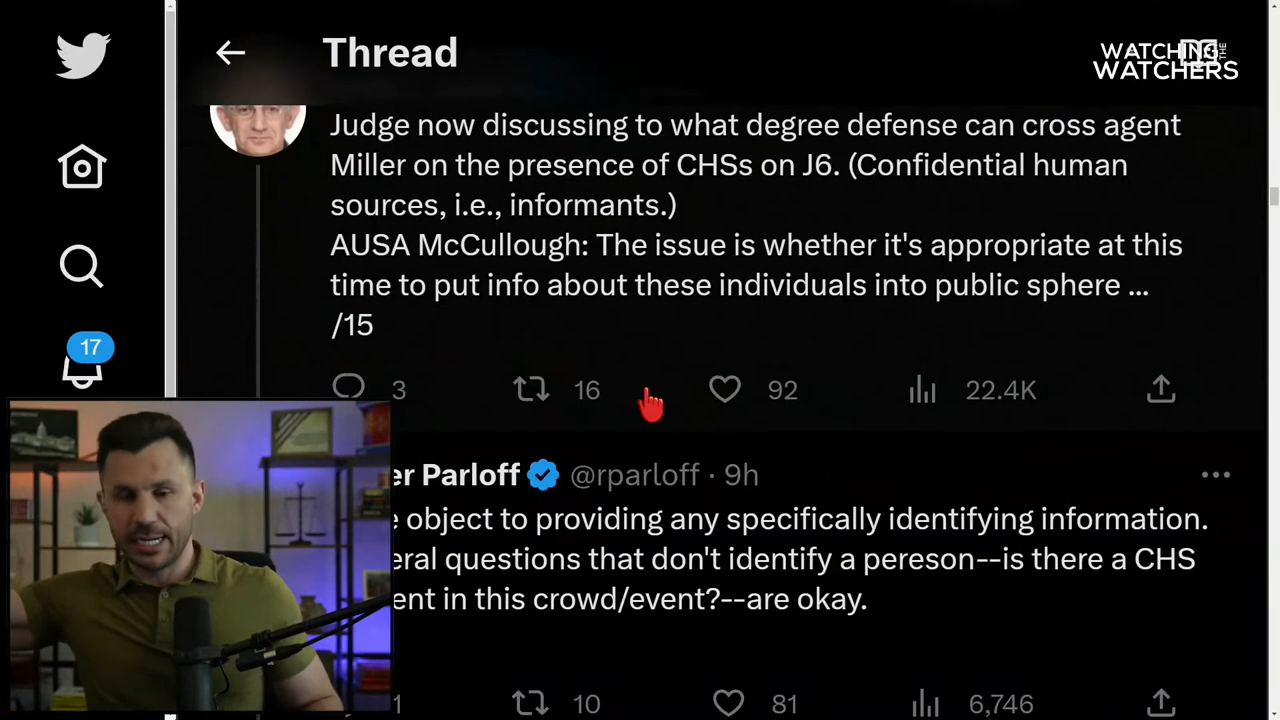 Thread
WATCHING THE
WATCHERS
Judge now discussing to what degree defense can cross agent
Miller on the presence of CHSs on J6. (Confidential human
sources, i.e., informants.)
AUSA McCullough: The issue is whether it's appropriate at this
time to put info about these individuals into public sphere ...
/15
17
3 16 92 22.4K
er Parloff @rparloff · 9h
e object to providing any specifically identifying information.
eral questions that don't identify a pereson--is there a CHS
ent in this crowd/event?--are okay.
1 10 81 6,746